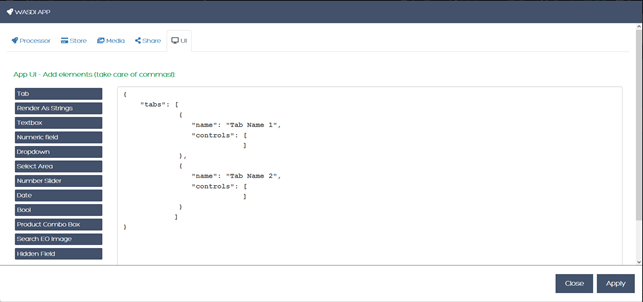 WASDI APP
Processor Store Media Share UI
App UI - Add elements (take care of commas!):
Tab
Render As Strings
Textbox
Numeric field
Dropdown
Select Area
Number Slider
Date
Bool
Product Combo Box
Search EO Image
Hidden Field
{
"tabs": [
{
"name": "Tab Name 1",
"controls": [
]
},
{
"name": "Tab Name 2",
"controls": [
]
}
]
}
Close Apply